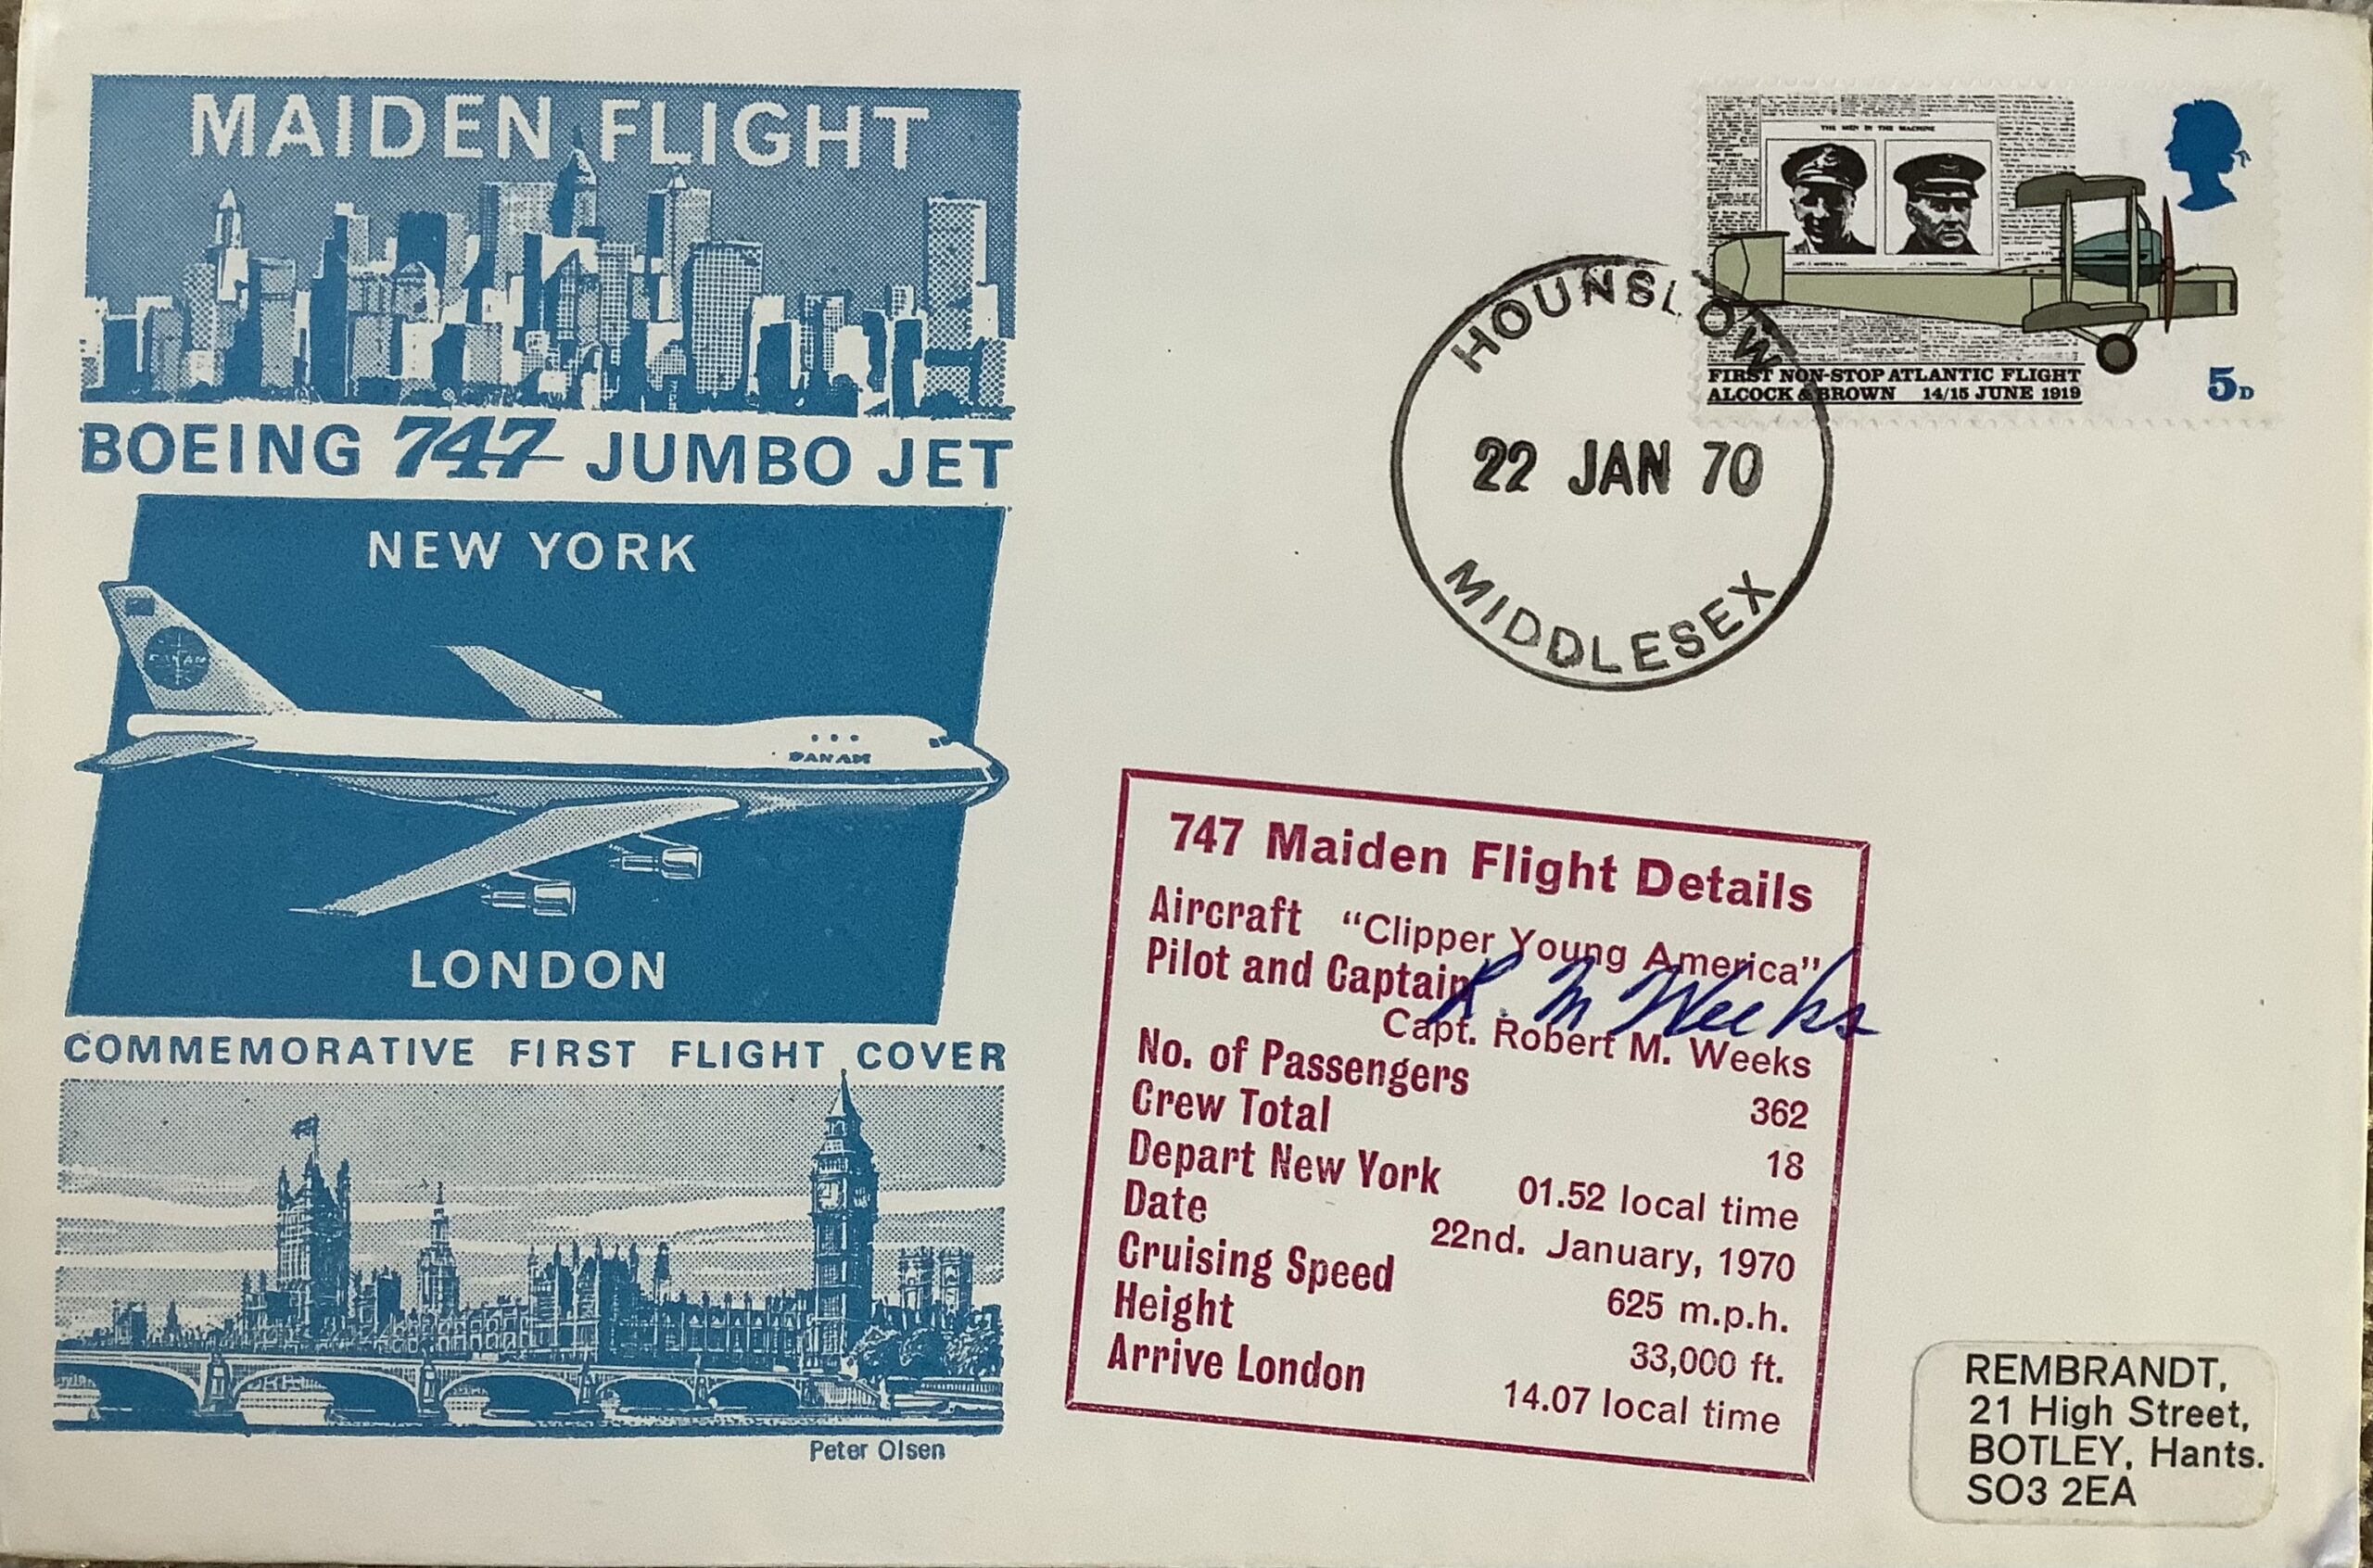 MAIDEN FLIGHT
BOEING 747 JUMBO JET
NEW YORK
PAN AM
PAN AM
LONDON
COMMEMORATIVE FIRST FLIGHT COVER
Peter Olsen
THE MEN IN THE MACHINE
FIRST NON-STOP ATLANTIC FLIGHT
ALCOCK & BROWN 14/15 JUNE 1919
5D
HOUNSLOW
22 JAN 70
MIDDLESEX
747 Maiden Flight Details
Aircraft "Clipper Young America"
Pilot and Captain
R. M Weeks
Capt. Robert M. Weeks
No. of Passengers 362
Crew Total 18
Depart New York 01.52 local time
Date 22nd. January, 1970
Cruising Speed 625 m.p.h.
Height 33,000 ft.
Arrive London 14.07 local time
REMBRANDT,
21 High Street,
BOTLEY, Hants.
SO3 2EA